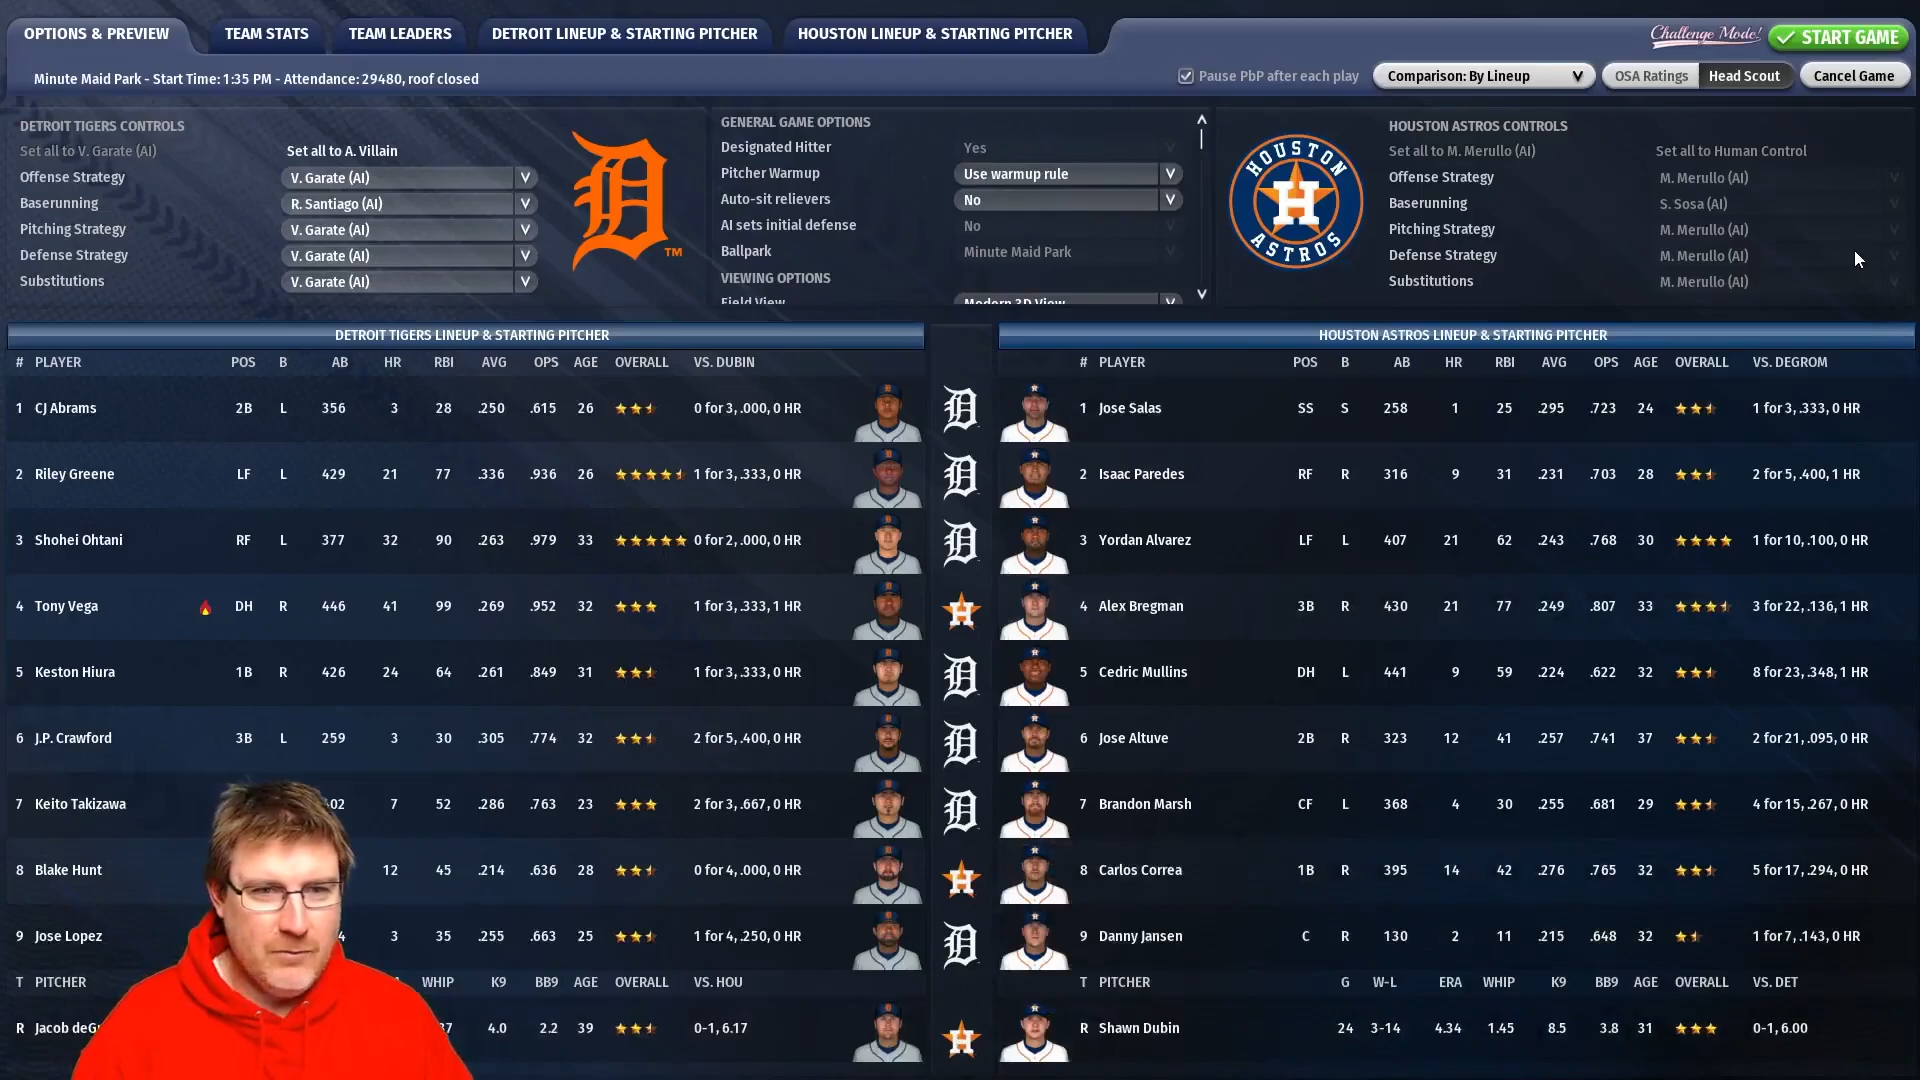 OPTIONS & PREVIEW TEAM STATS TEAM LEADERS DETROIT LINEUP & STARTING PITCHER HOUSTON LINEUP & STARTING PITCHER Challenge Mode! START GAME
Minute Maid Park - Start Time: 1:35 PM - Attendance: 29480, roof closed Pause PbP after each play Comparison: By Lineup OSA Ratings Head Scout Cancel Game
DETROIT TIGERS CONTROLS
Set all to V. Garate (AI) Set all to A. Villain
Offense Strategy V. Garate (AI)
Baserunning R. Santiago (AI)
Pitching Strategy V. Garate (AI)
Defense Strategy V. Garate (AI)
Substitutions V. Garate (AI)
D TM
GENERAL GAME OPTIONS
Designated Hitter Yes
Pitcher Warmup Use warmup rule
Auto-sit relievers No
AI sets initial defense No
Ballpark Minute Maid Park
VIEWING OPTIONS
Field View Modern 3D View
HOUSTON
H
ASTROS
HOUSTON ASTROS CONTROLS
Set all to M. Merullo (AI) Set all to Human Control
Offense Strategy M. Merullo (AI)
Baserunning S. Sosa (AI)
Pitching Strategy M. Merullo (AI)
Defense Strategy M. Merullo (AI)
Substitutions M. Merullo (AI)
DETROIT TIGERS LINEUP & STARTING PITCHER
# PLAYER POS B AB HR RBI AVG OPS AGE OVERALL VS. DUBIN
1 CJ Abrams 2B L 356 3 28 .250 .615 26 0 for 3, .000, 0 HR
2 Riley Greene LF L 429 21 77 .336 .936 26 1 for 3, .333, 0 HR
3 Shohei Ohtani RF L 377 32 90 .263 .979 33 0 for 2, .000, 0 HR
4 Tony Vega DH R 446 41 99 .269 .952 32 1 for 3, .333, 1 HR
5 Keston Hiura 1B R 426 24 64 .261 .849 31 1 for 3, .333, 0 HR
6 J.P. Crawford 3B L 259 3 30 .305 .774 32 2 for 5, .400, 0 HR
7 Keito Takizawa 02 7 52 .286 .763 23 2 for 3, .667, 0 HR
8 Blake Hunt 12 45 .214 .636 28 0 for 4, .000, 0 HR
9 Jose Lopez 4 3 35 .255 .663 25 1 for 4, .250, 0 HR
T PITCHER WHIP K9 BB9 AGE OVERALL VS. HOU
R Jacob deG 37 4.0 2.2 39 0-1, 6.17
HOUSTON ASTROS LINEUP & STARTING PITCHER
# PLAYER POS B AB HR RBI AVG OPS AGE OVERALL VS. DEGROM
1 Jose Salas SS S 258 1 25 .295 .723 24 1 for 3, .333, 0 HR
2 Isaac Paredes RF R 316 9 31 .231 .703 28 2 for 5, .400, 1 HR
3 Yordan Alvarez LF L 407 21 62 .243 .768 30 1 for 10, .100, 0 HR
4 Alex Bregman 3B R 430 21 77 .249 .807 33 3 for 22, .136, 1 HR
5 Cedric Mullins DH L 441 9 59 .224 .622 32 8 for 23, .348, 1 HR
6 Jose Altuve 2B R 323 12 41 .257 .741 37 2 for 21, .095, 0 HR
7 Brandon Marsh CF L 368 4 30 .255 .681 29 4 for 15, .267, 0 HR
8 Carlos Correa 1B R 395 14 42 .276 .765 32 5 for 17, .294, 0 HR
9 Danny Jansen C R 130 2 11 .215 .648 32 1 for 7, .143, 0 HR
T PITCHER G W-L ERA WHIP K9 BB9 AGE OVERALL VS. DET
R Shawn Dubin 24 3-14 4.34 1.45 8.5 3.8 31 0-1, 6.00